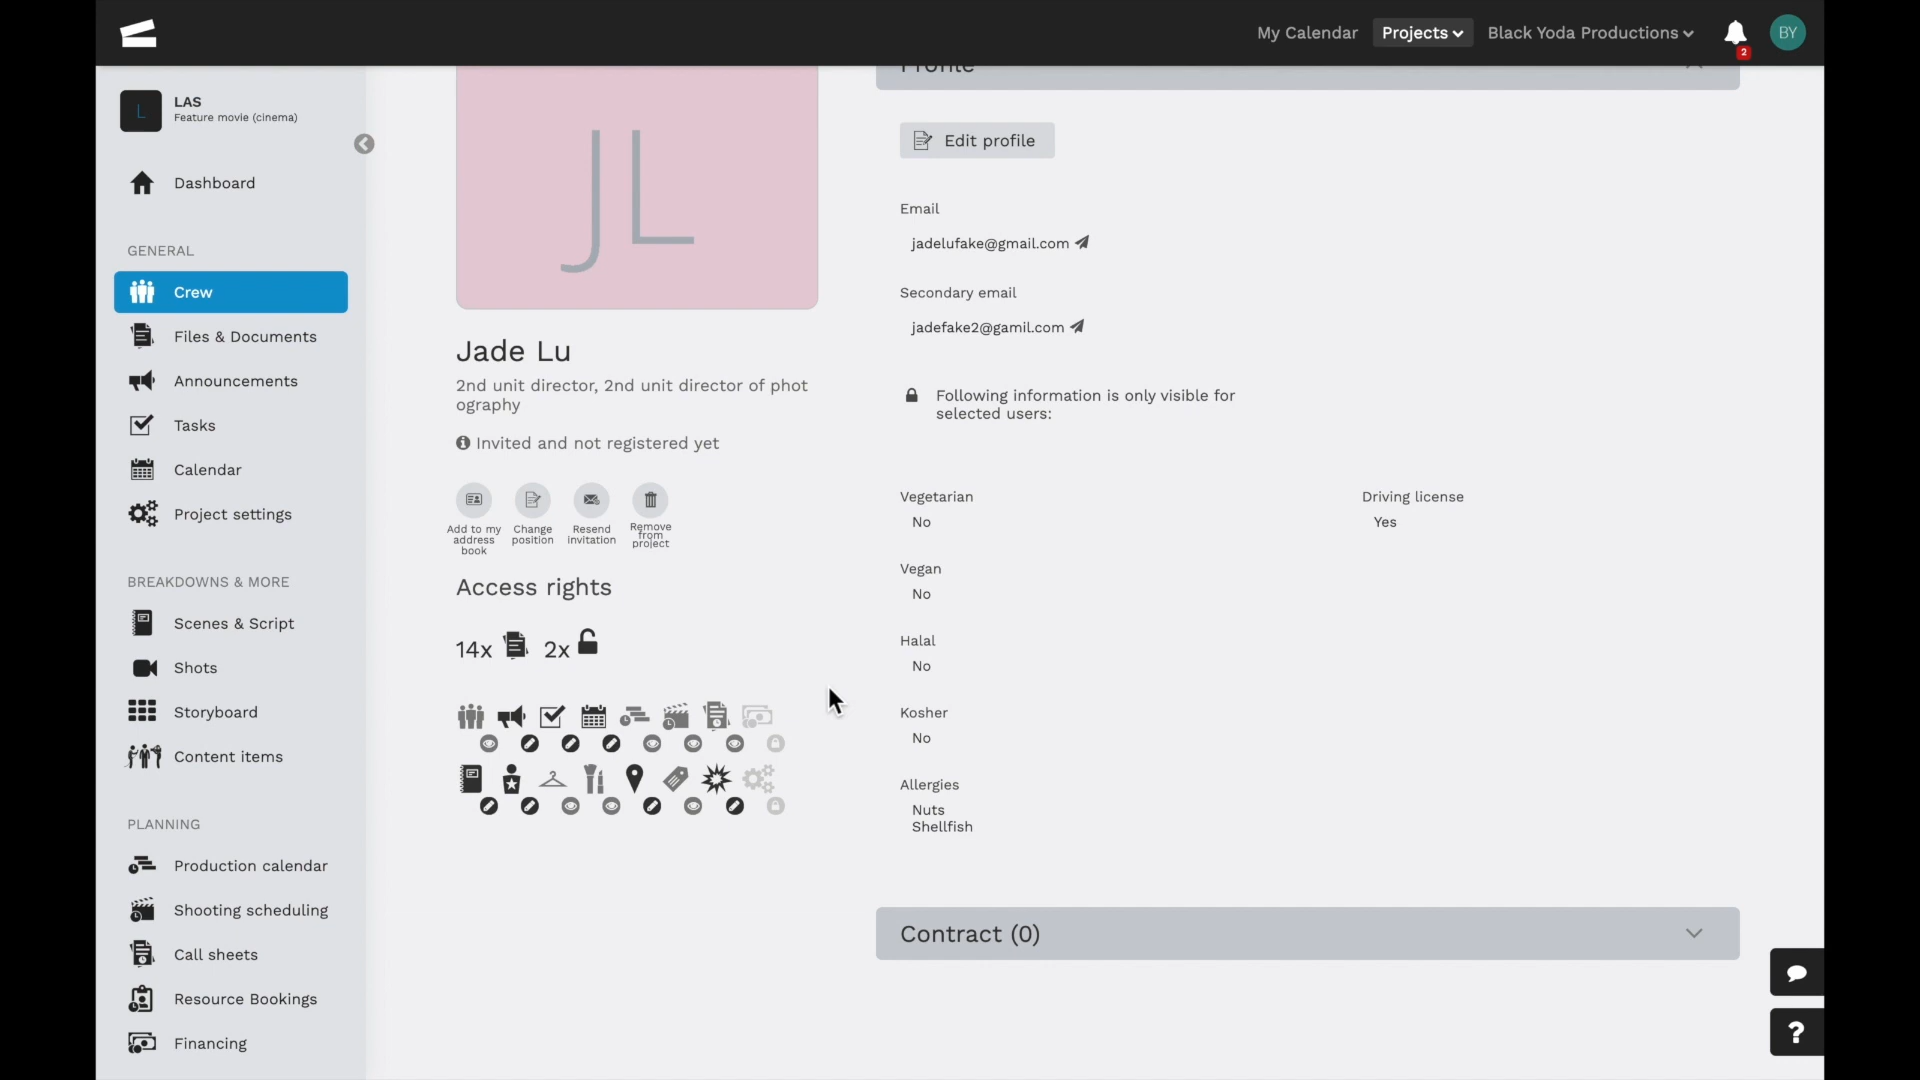 My Calendar
Projects
Black Yoda Productions
2
BY
L
LAS
Feature movie (cinema)
Dashboard
GENERAL
Crew
Files & Documents
Announcements
Tasks
Calendar
Project settings
BREAKDOWNS & MORE
Scenes & Script
Shots
Storyboard
Content items
PLANNING
Production calendar
Shooting scheduling
Call sheets
Resource Bookings
Financing
JL
Jade Lu
2nd unit director, 2nd unit director of phot
ography
Invited and not registered yet
Add to my
address
book
Change
position
Resend
invitation
Remove
from
project
Access rights
14x
2x
Profile
Edit profile
Email
jadelufake@gmail.com
Secondary email
jadefake2@gamil.com
Following information is only visible for
selected users:
Vegetarian
No
Driving license
Yes
Vegan
No
Halal
No
Kosher
No
Allergies
Nuts
Shellfish
Contract (0)
?